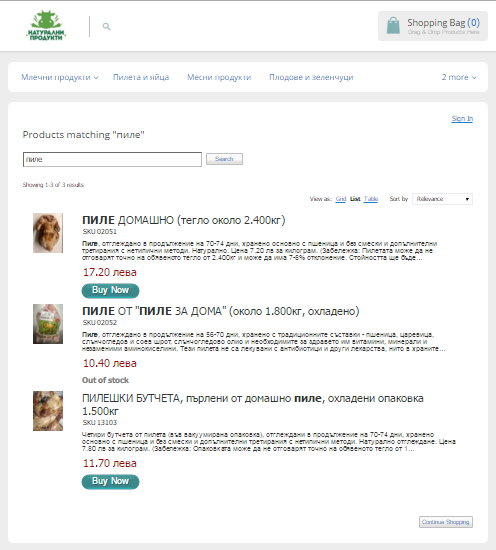 НАТУРАЛНИ
ПРОДУКТИ
Shopping Bag (0)
Drag & Drop Products Here
Млечни продукти
Пилета и яйца
Месни продукти
Плодове и зеленчуци
2 more
Sign In
Products matching "пиле"
пиле
Search
Showing 1-3 of 3 results
View as: Grid List Table Sort by Relevance
ПИЛЕ ДОМАШНО (тегло около 2.400кг)
SKU 02051
Пиле, отглеждано в продължение на 70-74 дни, хранено основно с пшеница и без смески и допълнителни
третирания с нетипични методи. Натурално. Цена 7.20 лв за килограм. (Забележка: Пилетата може да не
отговарят точно на обявеното тегло от 2.400кг и може да има 7-8% отклонение. Стойността ще бъде...
17.20 лева
Buy Now
ПИЛЕ ОТ "ПИЛЕ ЗА ДОМА" (около 1.800кг, охладено)
SKU 02052
Пиле, отглеждано в продължение на 56-70 дни, хранено с традиционните съставки - пшеница, царевица,
слънчоглед и соев шрот, слънчогледово олио и необходимите за здравето им витамини, минерали и
незаменими аминокиселини. Тези пилета не са лекувани с антибиотици и други лекарства, нито в храните...
10.40 лева
Out of stock
ПИЛЕШКИ БУТЧЕТА, пърлени от домашно пиле, охладени опаковка
1.500кг
SKU 13103
Четири бутчета от пилета (във вакуумирана опаковка), отглеждани в продължение на 70-74 дни, хранено
основно с пшеница и без смески и допълнителни третирания с нетипични методи. Натурално отглеждане. Цена
7.80 лв за килограм. (Забележка: Опаковката може да не отговарят точно на обявеното тегло от 1...
11.70 лева
Buy Now
Continue Shopping